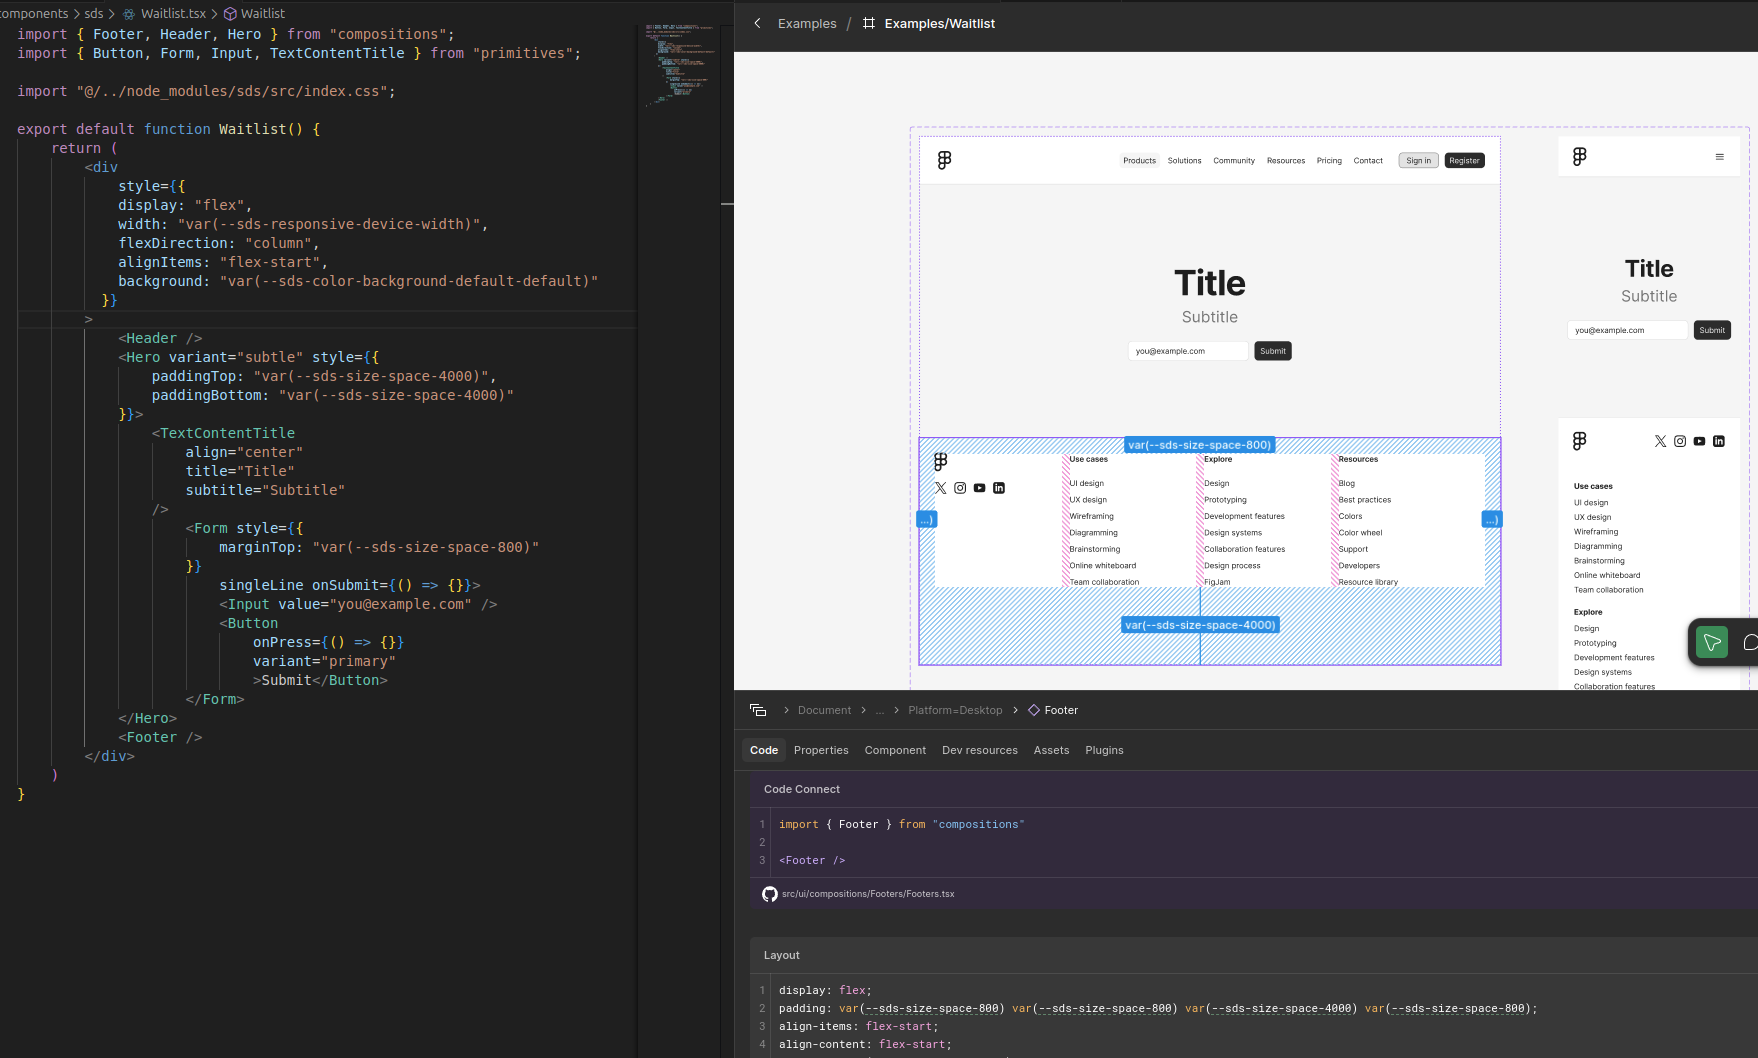 components > sds > Waitlist.tsx > Waitlist
import { Footer, Header, Hero } from "compositions";
import { Button, Form, Input, TextContentTitle } from "primitives";
import "@/../node_modules/sds/src/index.css";
export default function Waitlist() {
return (
<div
style={{
display: "flex",
width: "var(--sds-responsive-device-width)",
flexDirection: "column",
alignItems: "flex-start",
background: "var(--sds-color-background-default-default)"
}}
>
<Header />
<Hero variant="subtle" style={{
paddingTop: "var(--sds-size-space-4000)",
paddingBottom: "var(--sds-size-space-4000)"
}}>
<TextContentTitle
align="center"
title="Title"
subtitle="Subtitle"
/>
<Form style={{
marginTop: "var(--sds-size-space-800)"
}}
singleLine onSubmit={() => {}}>
<Input value="you@example.com" />
<Button
onPress={() => {}}
variant="primary"
>Submit</Button>
</Form>
</Hero>
<Footer />
</div>
)
}
Examples / Examples/Waitlist
Products Solutions Community Resources Pricing Contact Sign in Register
Title
Subtitle
you@example.com Submit
var(--sds-size-space-800)
Use cases
UI design
UX design
Wireframing
Diagramming
Brainstorming
Online whiteboard
Team collaboration
Explore
Design
Prototyping
Development features
Design systems
Collaboration features
Design process
FigJam
Resources
Blog
Best practices
Colors
Color wheel
Support
Developers
Resource library
...)
...)
var(--sds-size-space-4000)
Title
Subtitle
you@example.com Submit
Use cases
UI design
UX design
Wireframing
Diagramming
Brainstorming
Online whiteboard
Team collaboration
Explore
Design
Prototyping
Development features
Design systems
Collaboration features
> Document > ... > Platform=Desktop > Footer
Code Properties Component Dev resources Assets Plugins
Code Connect
1 import { Footer } from "compositions"
2
3 <Footer />
src/ui/compositions/Footers/Footers.tsx
Layout
1 display: flex;
2 padding: var(--sds-size-space-800) var(--sds-size-space-800) var(--sds-size-space-4000) var(--sds-size-space-800);
3 align-items: flex-start;
4 align-content: flex-start;